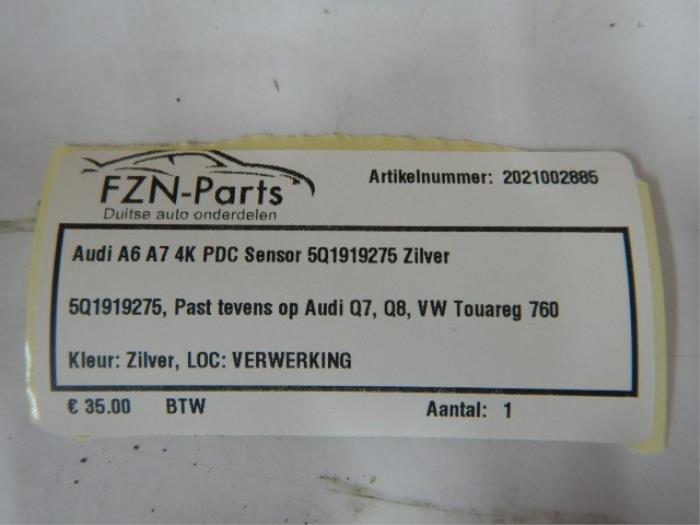 FZN-Parts
Duitse auto onderdelen
Artikelnummer: 2021002885
Audi A6 A7 4K PDC Sensor 5Q1919275 Zilver
5Q1919275, Past tevens op Audi Q7, Q8, VW Touareg 760
Kleur: Zilver, LOC: VERWERKING
€ 35.00 BTW Aantal: 1